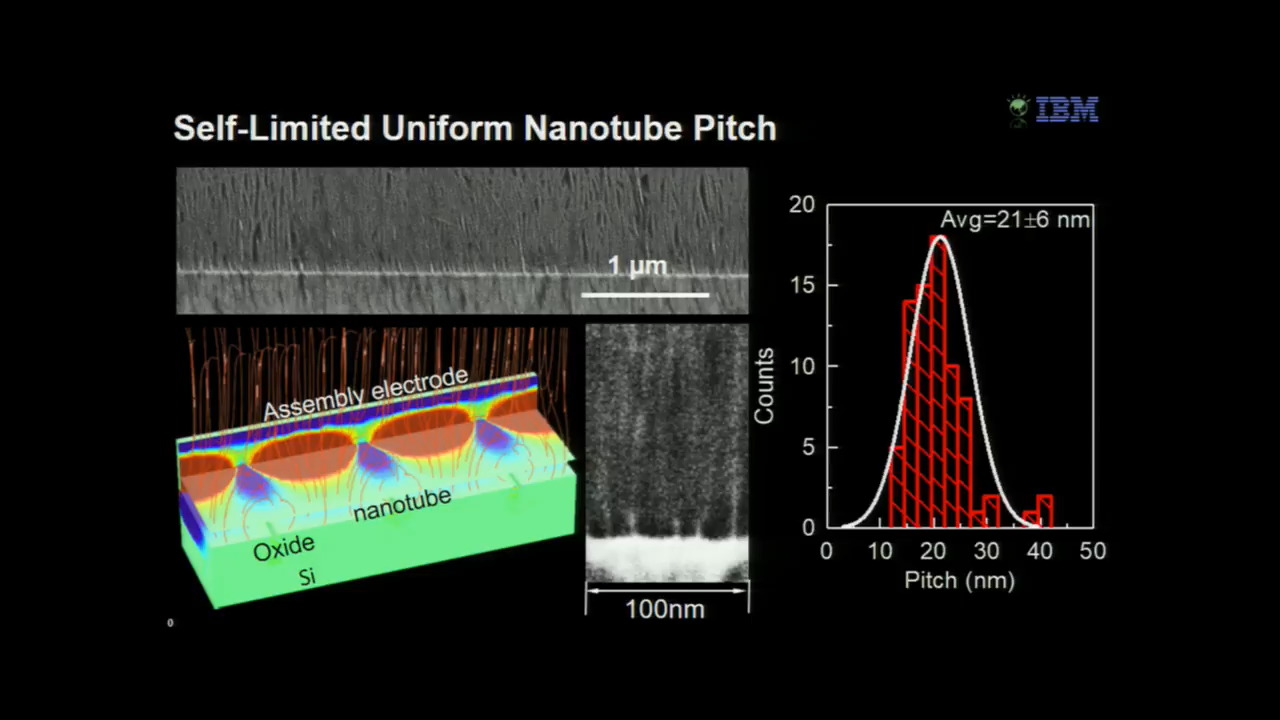 IBM
Self-Limited Uniform Nanotube Pitch
1 µm
Assembly electrode
nanotube
Oxide
Si
100nm
Avg=21±6 nm
20
15
10
5
0
Counts
0 10 20 30 40 50
Pitch (nm)
0